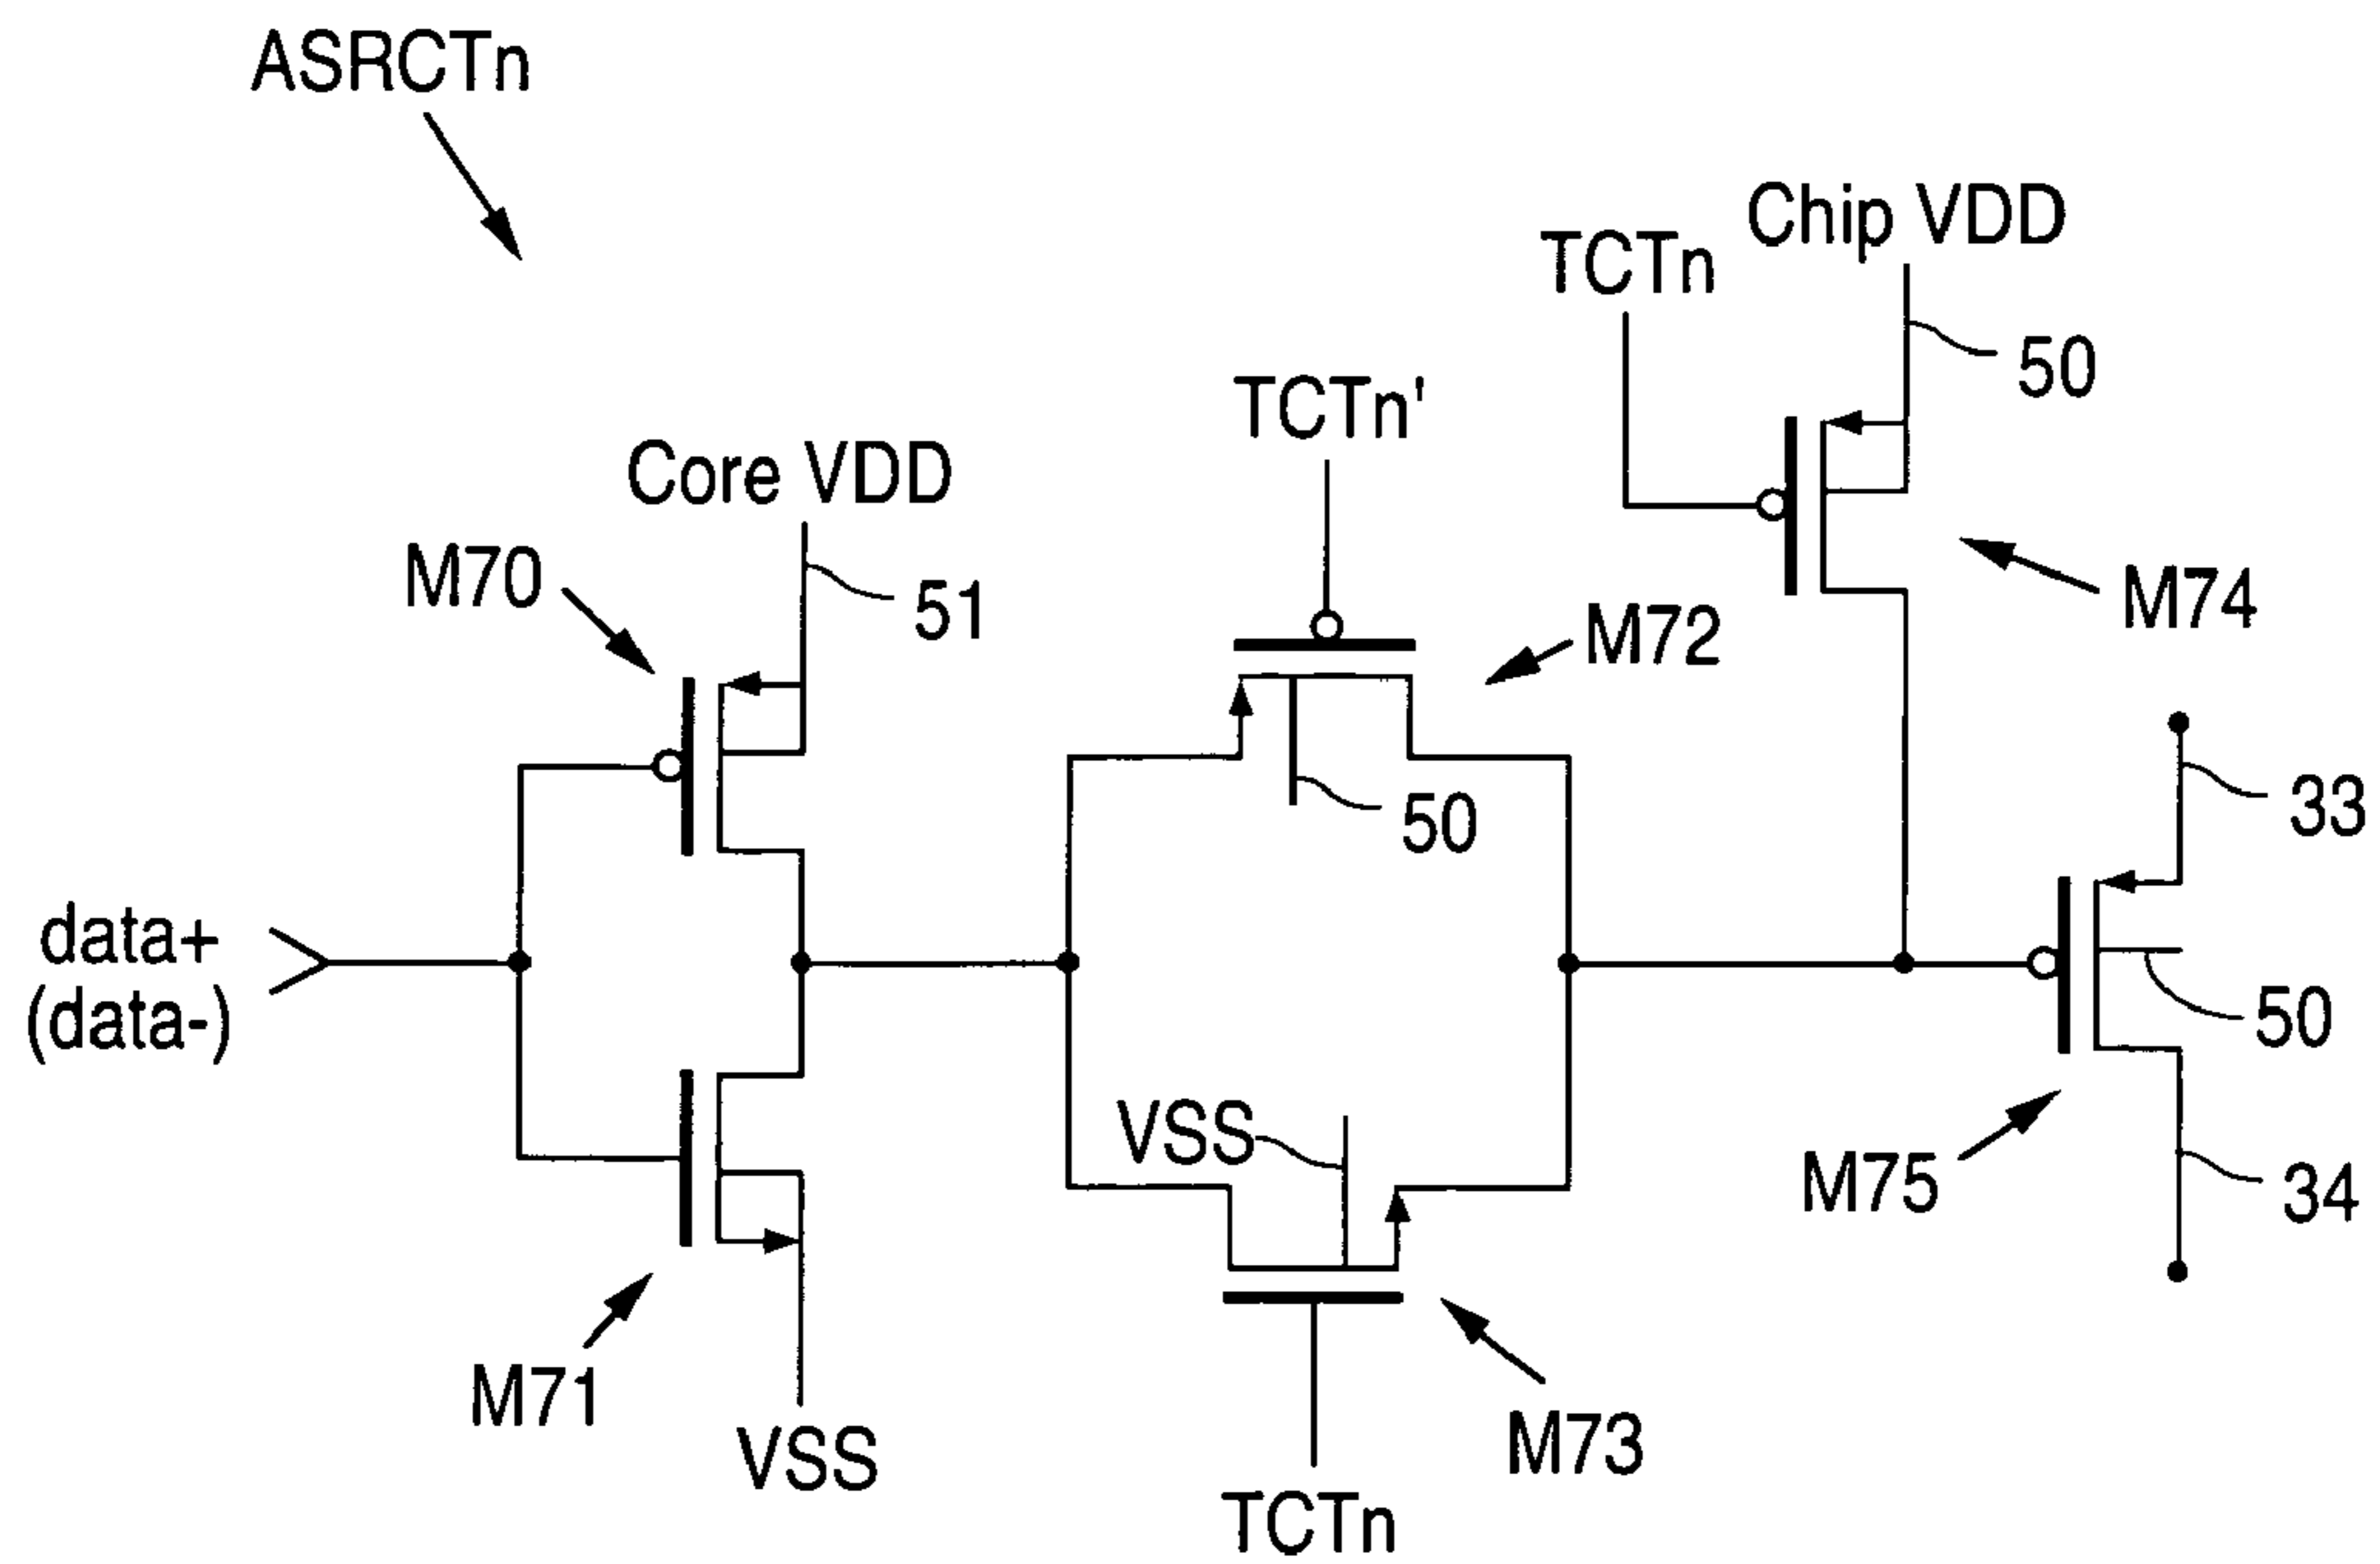 ASRCTn
Chip VDD
TCTn
50
TCTn'
Core VDD
M70
51
M72
M74
33
50
data+
(data-)
50
VSS
M75
34
M71
M73
VSS
TCTn